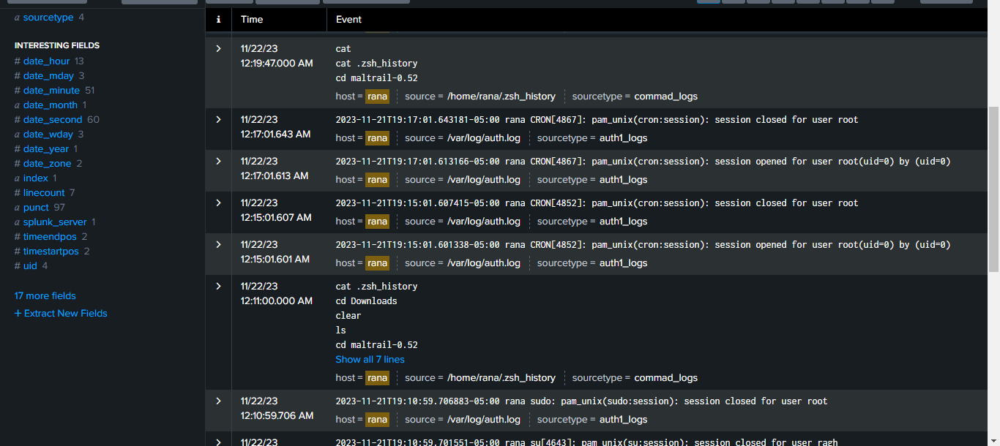 a sourcetype 4
INTERESTING FIELDS
# date_hour 13
# date_mday 3
# date_minute 51
a date_month 1
# date_second 60
a date_wday 3
# date_year 1
# date_zone 2
a index 1
# linecount 7
a punct 97
a splunk_server 1
# timeendpos 2
# timestartpos 2
# uid 4
17 more fields
+ Extract New Fields
i Time Event
11/22/23
12:19:47.000 AM
cat
cat .zsh_history
cd maltrail-0.52
host = rana source = /home/rana/.zsh_history sourcetype = commad_logs
11/22/23
12:17:01.643 AM
2023-11-21T19:17:01.643181-05:00 rana CRON[4867]: pam_unix(cron:session): session closed for user root
host = rana source = /var/log/auth.log sourcetype = auth1_logs
11/22/23
12:17:01.613 AM
2023-11-21T19:17:01.613166-05:00 rana CRON[4867]: pam_unix(cron:session): session opened for user root(uid=0) by (uid=0)
host = rana source = /var/log/auth.log sourcetype = auth1_logs
11/22/23
12:15:01.607 AM
2023-11-21T19:15:01.607415-05:00 rana CRON[4852]: pam_unix(cron:session): session closed for user root
host = rana source = /var/log/auth.log sourcetype = auth1_logs
11/22/23
12:15:01.601 AM
2023-11-21T19:15:01.601338-05:00 rana CRON[4852]: pam_unix(cron:session): session opened for user root(uid=0) by (uid=0)
host = rana source = /var/log/auth.log sourcetype = auth1_logs
11/22/23
12:11:00.000 AM
cat .zsh_history
cd Downloads
clear
ls
cd maltrail-0.52
Show all 7 lines
host = rana source = /home/rana/.zsh_history sourcetype = commad_logs
11/22/23
12:10:59.706 AM
2023-11-21T19:10:59.706883-05:00 rana sudo: pam_unix(sudo:session): session closed for user root
host = rana source = /var/log/auth.log sourcetype = auth1_logs
11/22/23
2023-11-21T19:10:59.701551-05:00 rana su[4643]: pam_unix(su:session): session closed for user ragh